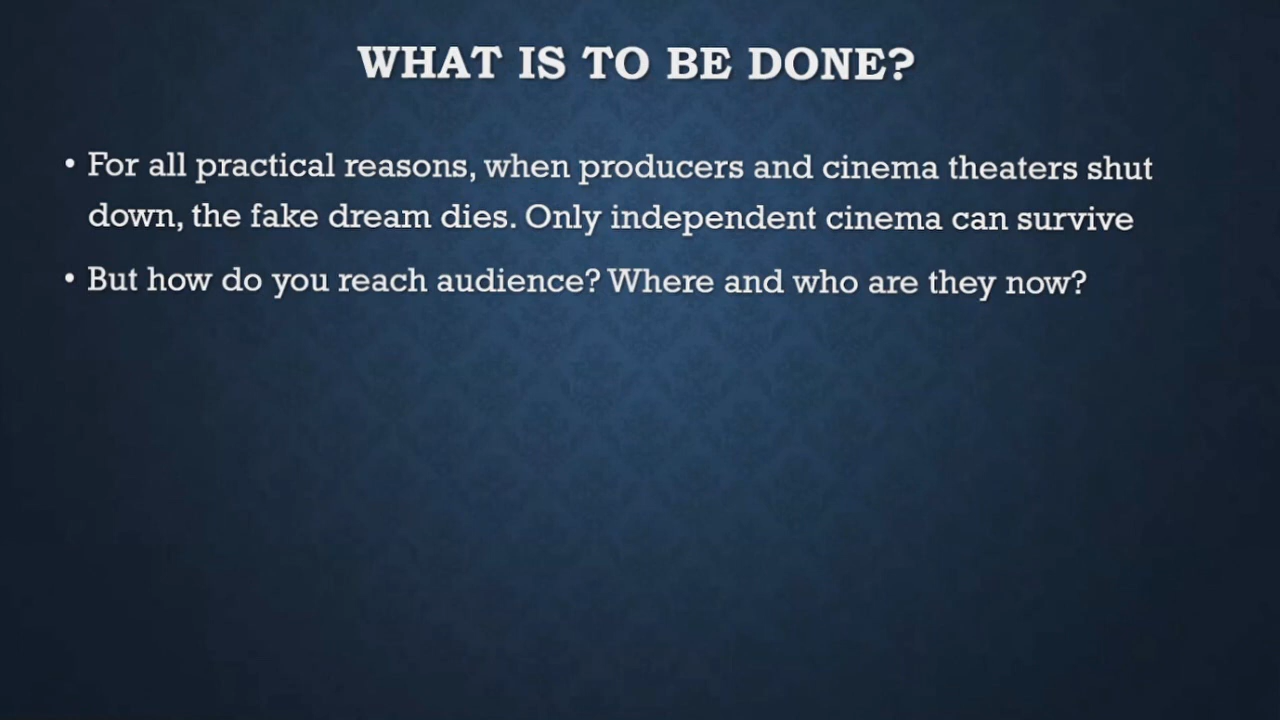 WHAT IS TO BE DONE?
• For all practical reasons, when producers and cinema theaters shut
down, the fake dream dies. Only independent cinema can survive
• But how do you reach audience? Where and who are they now?